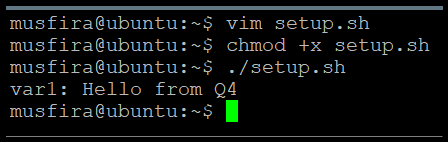 musfira@ubuntu:~$ vim setup.sh
musfira@ubuntu:~$ chmod +x setup.sh
musfira@ubuntu:~$ ./setup.sh
var1: Hello from Q4
musfira@ubuntu:~$